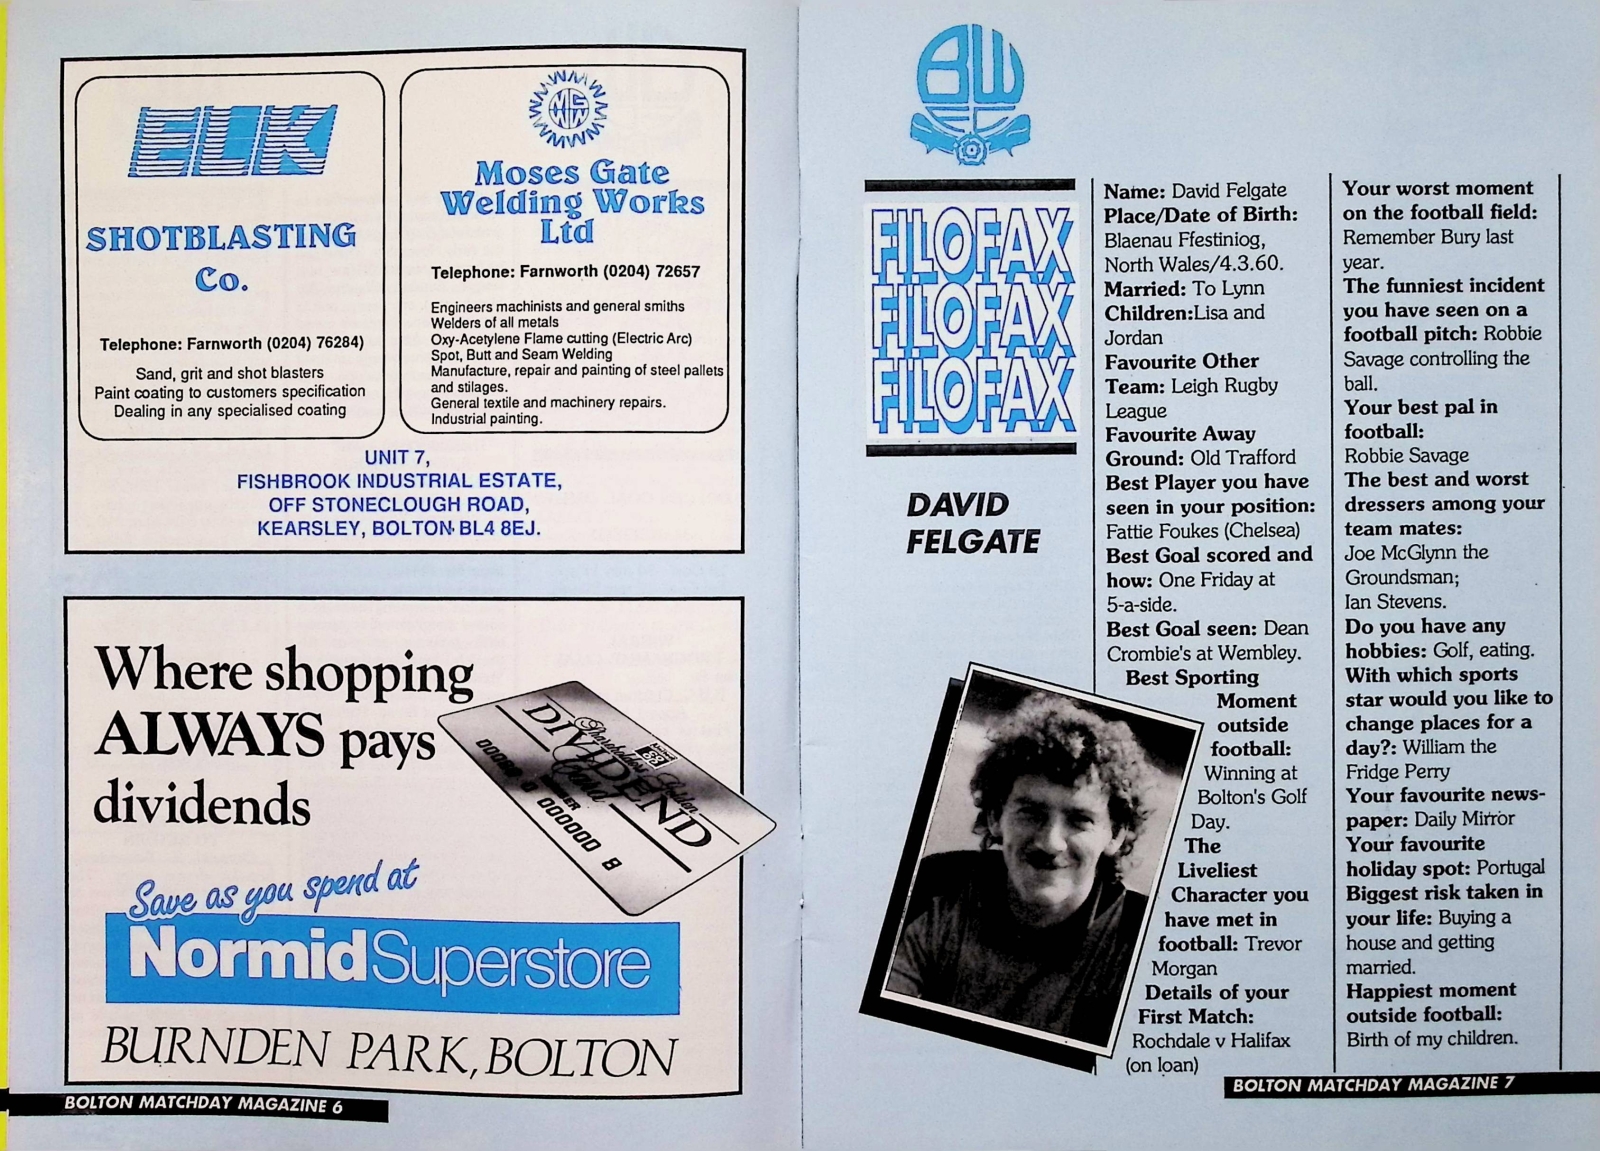 ELK
SHOTBLASTING
Co.
Telephone: Farnworth (0204) 76284)
Sand, grit and shot blasters
Paint coating to customers specification
Dealing in any specialised coating
MG
WW
Moses Gate
Welding Works
Ltd
Telephone: Farnworth (0204) 72657
Engineers machinists and general smiths
Welders of all metals
Oxy-Acetylene Flame cutting (Electric Arc)
Spot, Butt and Seam Welding
Manufacture, repair and painting of steel pallets
and stilages.
General textile and machinery repairs.
Industrial painting.
UNIT 7,
FISHBROOK INDUSTRIAL ESTATE,
OFF STONECLOUGH ROAD,
KEARSLEY, BOLTON BL4 8EJ.
Where shopping
ALWAYS pays
dividends
DIVIDEND
Card
000000 8
Save as you spend at
Normid Superstore
BURNDEN PARK, BOLTON
BOLTON MATCHDAY MAGAZINE 6
BW
FC
FILOFAX
FILOFAX
FILOFAX
DAVID
FELGATE
Name: David Felgate
Place/Date of Birth:
Blaenau Ffestiniog,
North Wales/4.3.60.
Married: To Lynn
Children:Lisa and
Jordan
Favourite Other
Team: Leigh Rugby
League
Favourite Away
Ground: Old Trafford
Best Player you have
seen in your position:
Fattie Foukes (Chelsea)
Best Goal scored and
how: One Friday at
5-a-side.
Best Goal seen: Dean
Crombie's at Wembley.
Best Sporting
Moment
outside
football:
Winning at
Bolton's Golf
Day.
The
Liveliest
Character you
have met in
football: Trevor
Morgan
Details of your
First Match:
Rochdale v Halifax
(on loan)
Your worst moment
on the football field:
Remember Bury last
year.
The funniest incident
you have seen on a
football pitch: Robbie
Savage controlling the
ball.
Your best pal in
football:
Robbie Savage
The best and worst
dressers among your
team mates:
Joe McGlynn the
Groundsman;
Ian Stevens.
Do you have any
hobbies: Golf, eating.
With which sports
star would you like to
change places for a
day?: William the
Fridge Perry
Your favourite news-
paper: Daily Mirror
Your favourite
holiday spot: Portugal
Biggest risk taken in
your life: Buying a
house and getting
married.
Happiest moment
outside football:
Birth of my children.
BOLTON MATCHDAY MAGAZINE 7